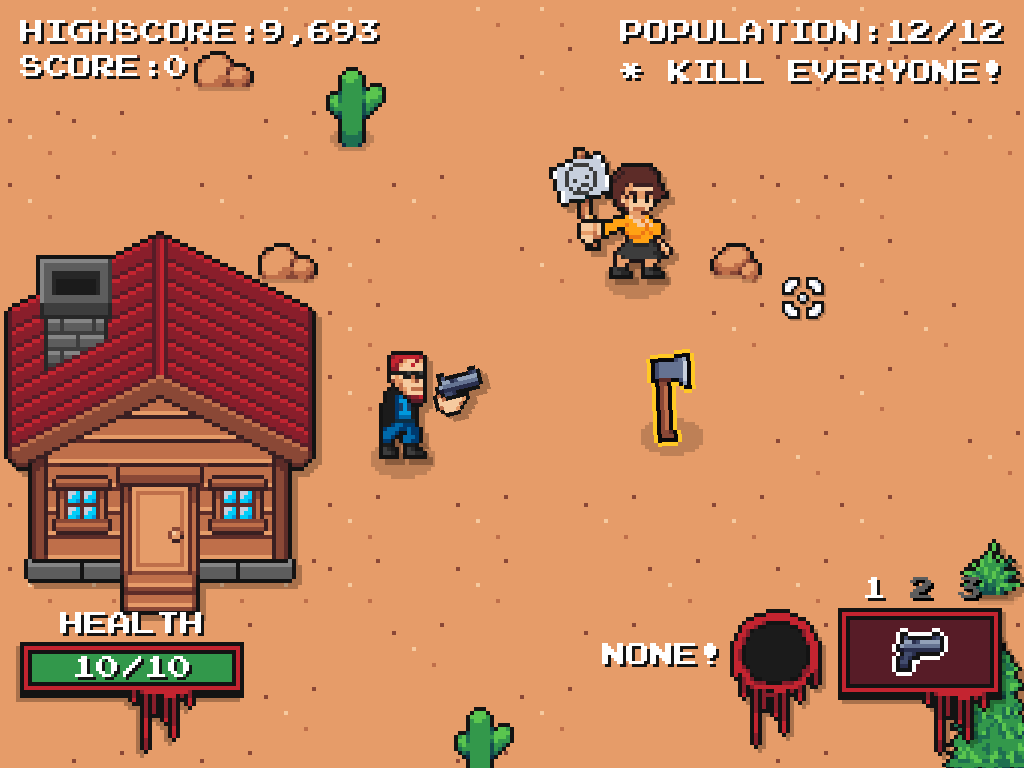 HIGHSCORE:9,693
SCORE:0
POPULATION:12/12
* KILL EVERYONE!
HEALTH
10/10
NONE!
1 2 3